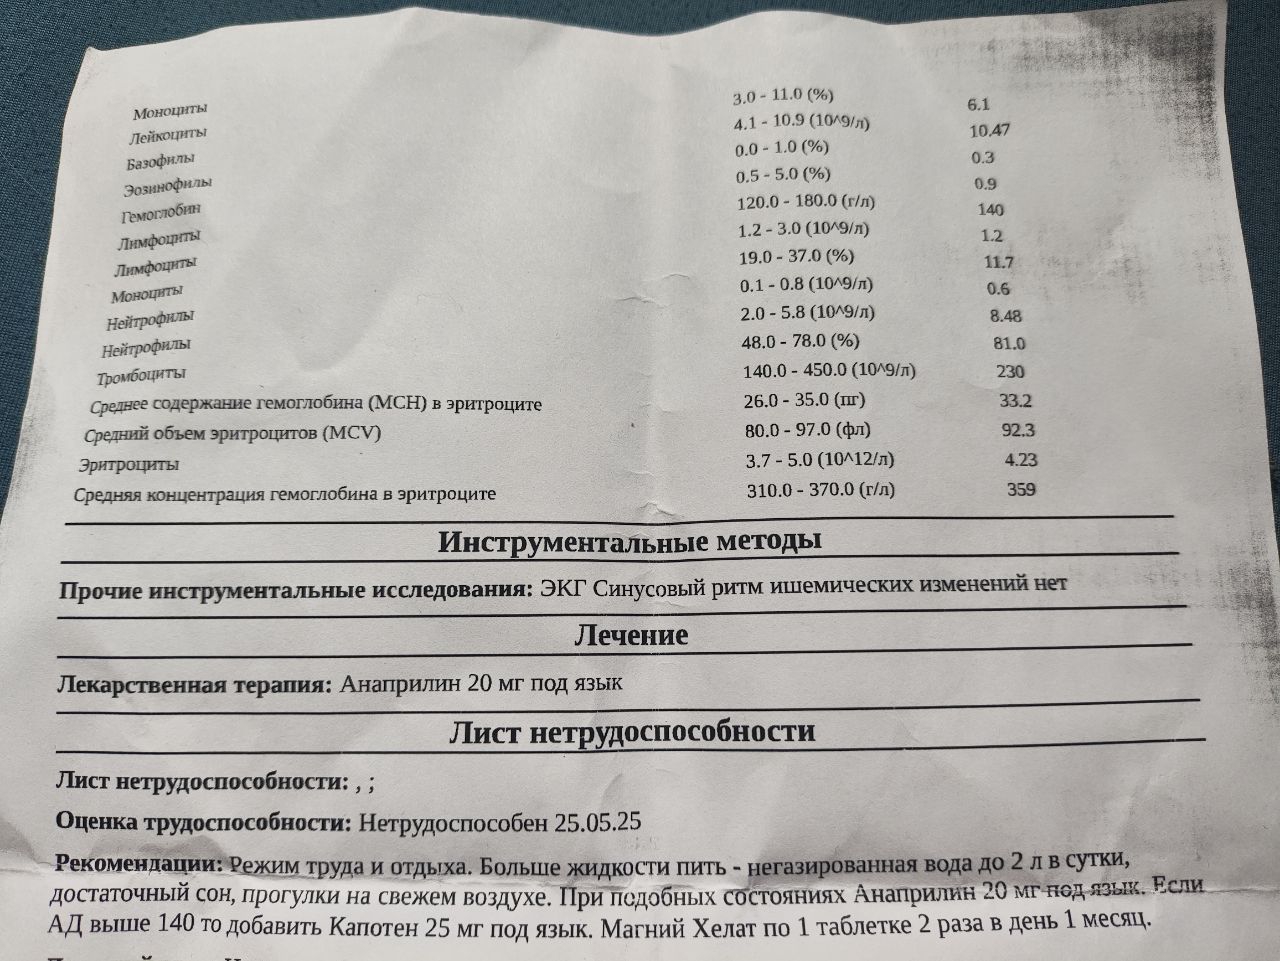 Моноциты 3.0 - 11.0 (%) 6.1
Лейкоциты 4.1 - 10.9 (10^9/л) 10.47
Базофилы 0.0 - 1.0 (%) 0.3
Эозинофилы 0.5 - 5.0 (%) 0.9
Гемоглобин 120.0 - 180.0 (г/л) 140
Лимфоциты 1.2 - 3.0 (10^9/л) 1.2
Лимфоциты 19.0 - 37.0 (%) 11.7
Моноциты 0.1 - 0.8 (10^9/л) 0.6
Нейтрофилы 2.0 - 5.8 (10^9/л) 8.48
Нейтрофилы 48.0 - 78.0 (%) 81.0
Тромбоциты 140.0 - 450.0 (10^9/л) 230
Среднее содержание гемоглобина (MCH) в эритроците 26.0 - 35.0 (пг) 33.2
Средний объем эритроцитов (MCV) 80.0 - 97.0 (фл) 92.3
Эритроциты 3.7 - 5.0 (10^12/л) 4.23
Средняя концентрация гемоглобина в эритроците 310.0 - 370.0 (г/л) 359
Инструментальные методы
Прочие инструментальные исследования: ЭКГ Синусовый ритм ишемических изменений нет
Лечение
Лекарственная терапия: Анаприлин 20 мг под язык
Лист нетрудоспособности
Лист нетрудоспособности: , ;
Оценка трудоспособности: Нетрудоспособен 25.05.25
Рекомендации: Режим труда и отдыха. Больше жидкости пить - негазированная вода до 2 л в сутки,
достаточный сон, прогулки на свежем воздухе. При подобных состояниях Анаприлин 20 мг под язык. Если
АД выше 140 то добавить Капотен 25 мг под язык. Магний Хелат по 1 таблетке 2 раза в день 1 месяц.